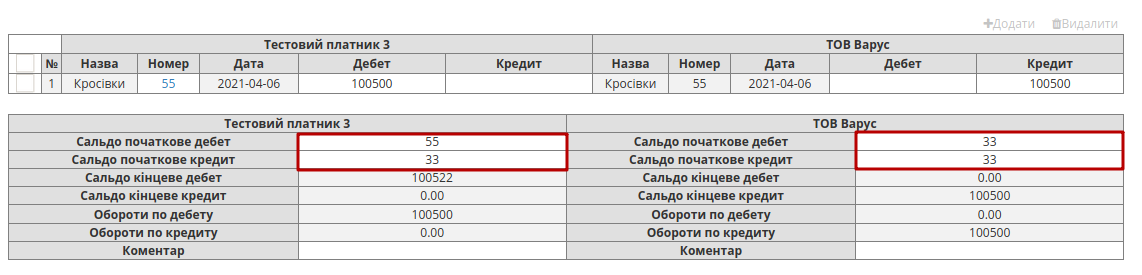 Додати Видалити
Тестовий платник 3 ТОВ Варус
№ Назва Номер Дата Дебет Кредит Назва Номер Дата Дебет Кредит
1 Кросівки 55 2021-04-06 100500 Кросівки 55 2021-04-06 100500
Тестовий платник 3 ТОВ Варус
Сальдо початкове дебет 55 Сальдо початкове дебет 33
Сальдо початкове кредит 33 Сальдо початкове кредит 33
Сальдо кінцеве дебет 100522 Сальдо кінцеве дебет 0.00
Сальдо кінцеве кредит 0.00 Сальдо кінцеве кредит 100500
Обороти по дебету 100500 Обороти по дебету 0.00
Обороти по кредиту 0.00 Обороти по кредиту 100500
Коментар Коментар